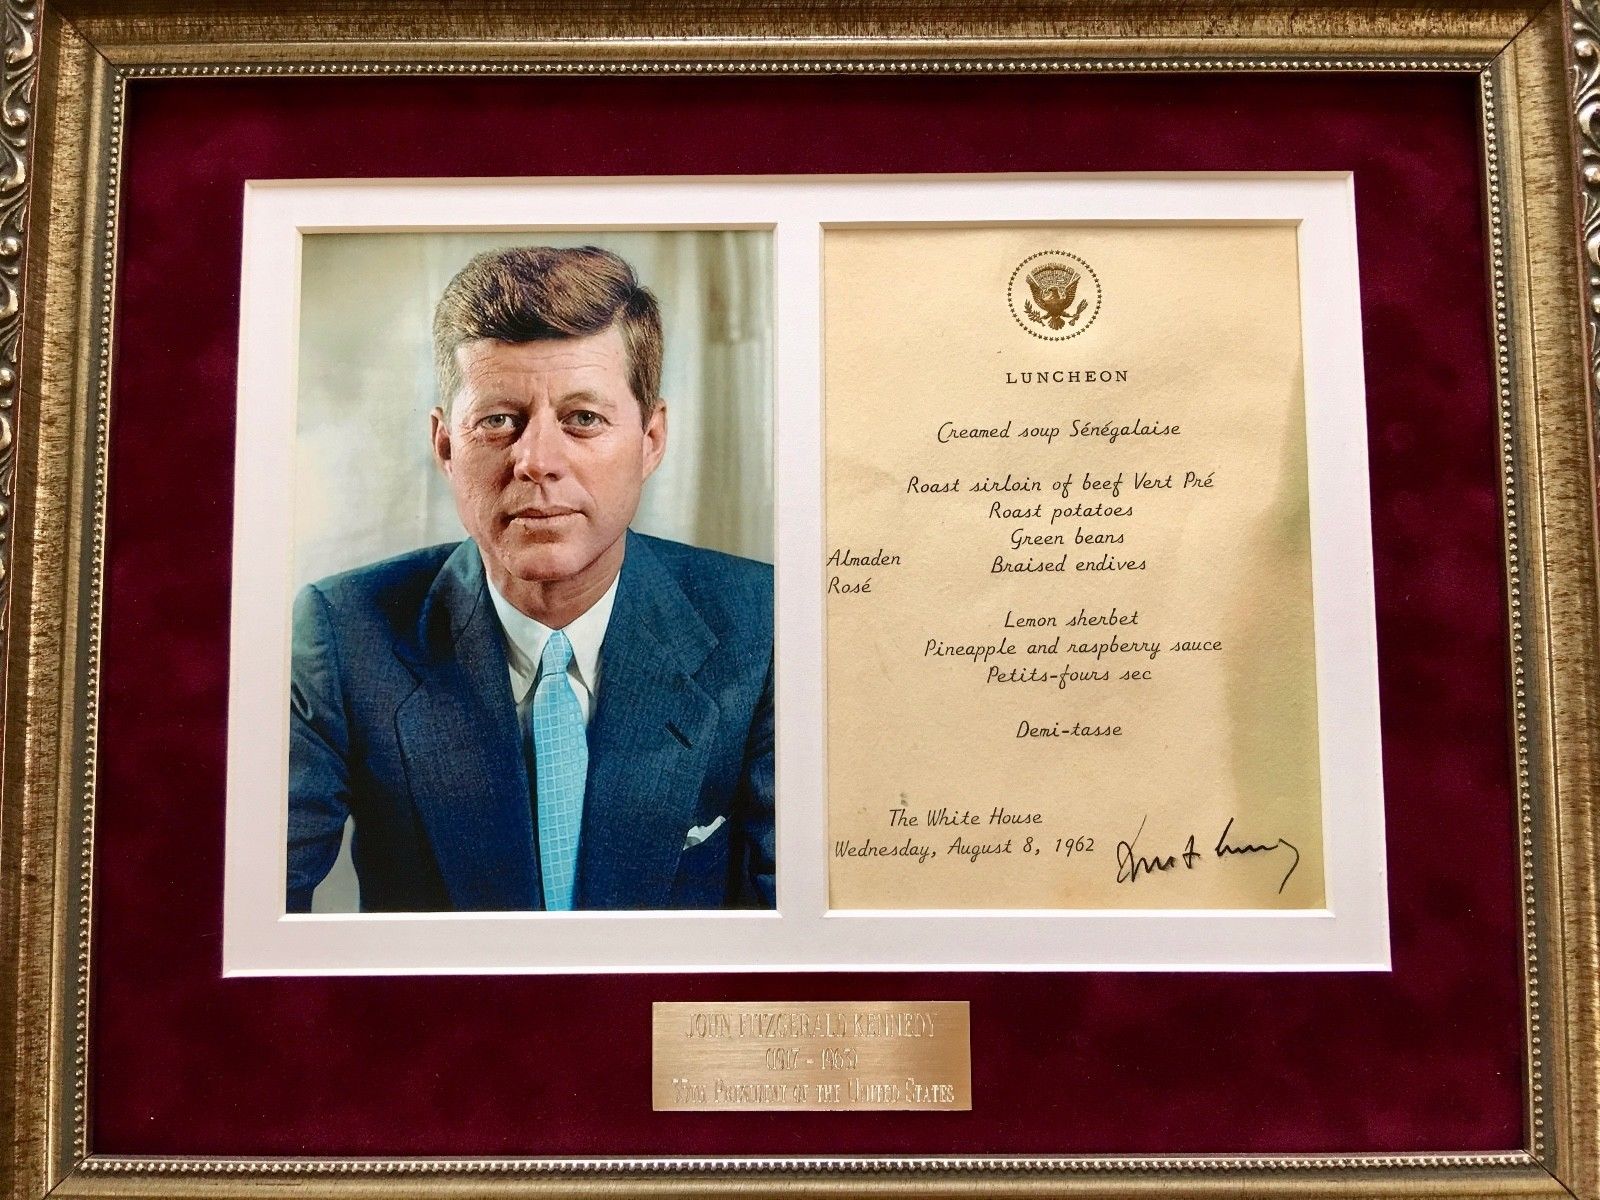 LUNCHEON
Creamed soup Sénégalaise
Roast sirloin of beef Vert Pré
Roast potatoes
Green beans
Almaden
Braised endives
Rosé
Lemon sherbet
Pineapple and raspberry sauce
Petits-fours sec
Demi-tasse
The White House
Wednesday, August 8, 1962
JOHN FITZGERALD KENNEDY
(1917 - 1963)
35th President of the United States